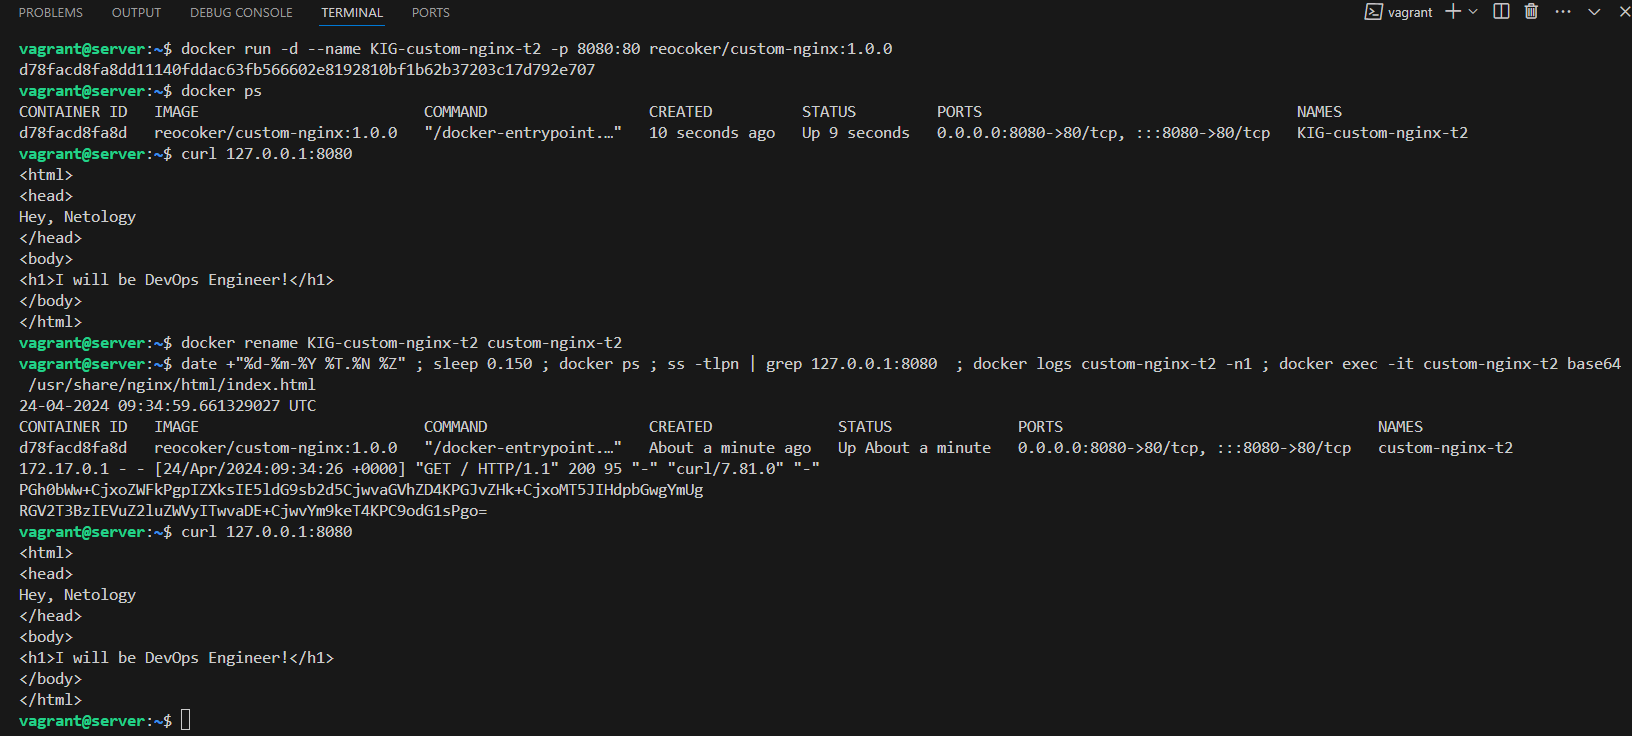 PROBLEMS OUTPUT DEBUG CONSOLE TERMINAL PORTS vagrant
vagrant@server:~$ docker run -d --name KIG-custom-nginx-t2 -p 8080:80 reocoker/custom-nginx:1.0.0
d78facd8fa8dd11140fddac63fb566602e8192810bf1b62b37203c17d792e707
vagrant@server:~$ docker ps
CONTAINER ID IMAGE COMMAND CREATED STATUS PORTS NAMES
d78facd8fa8d reocoker/custom-nginx:1.0.0 "/docker-entrypoint.…" 10 seconds ago Up 9 seconds 0.0.0.0:8080->80/tcp, :::8080->80/tcp KIG-custom-nginx-t2
vagrant@server:~$ curl 127.0.0.1:8080
<html>
<head>
Hey, Netology
</head>
<body>
<h1>I will be DevOps Engineer!</h1>
</body>
</html>
vagrant@server:~$ docker rename KIG-custom-nginx-t2 custom-nginx-t2
vagrant@server:~$ date +"%d-%m-%Y %T.%N %Z" ; sleep 0.150 ; docker ps ; ss -tlpn | grep 127.0.0.1:8080  ; docker logs custom-nginx-t2 -n1 ; docker exec -it custom-nginx-t2 base64
/usr/share/nginx/html/index.html
24-04-2024 09:34:59.661329027 UTC
CONTAINER ID IMAGE COMMAND CREATED STATUS PORTS NAMES
d78facd8fa8d reocoker/custom-nginx:1.0.0 "/docker-entrypoint.…" About a minute ago Up About a minute 0.0.0.0:8080->80/tcp, :::8080->80/tcp custom-nginx-t2
172.17.0.1 - - [24/Apr/2024:09:34:26 +0000] "GET / HTTP/1.1" 200 95 "-" "curl/7.81.0" "-"
PGh0bWw+CjxoZWFkPgpIZXksIE5ldG9sb2d5CjwvaGVhZD4KPGJvZHk+CjxoMT5JIHdpbGwgYmUg
RGV2T3BzIEVuZ2luZWVyITwvaDE+CjwvYm9keT4KPC9odG1sPgo=
vagrant@server:~$ curl 127.0.0.1:8080
<html>
<head>
Hey, Netology
</head>
<body>
<h1>I will be DevOps Engineer!</h1>
</body>
</html>
vagrant@server:~$